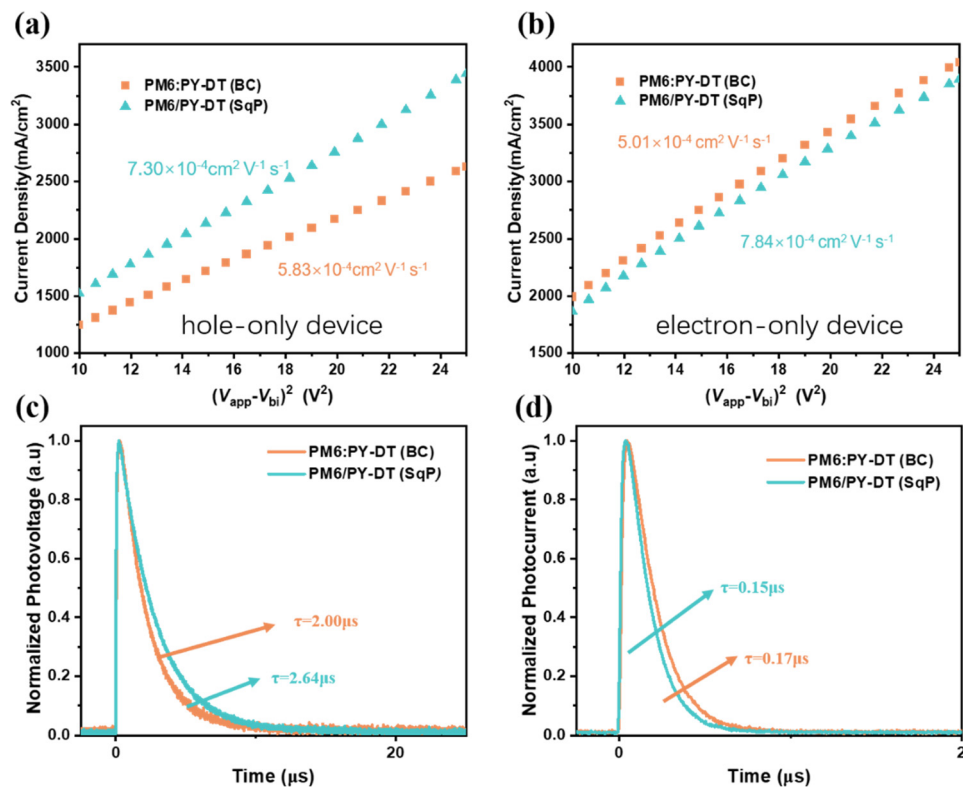 (a)
3500
3000
2500
2000
1500
1000
Current Density(mA/cm²)
PM6:PY-DT (BC)
PM6/PY-DT (SqP)
7.30×10⁻⁴cm² V⁻¹ s⁻¹
5.83×10⁻⁴cm² V⁻¹ s⁻¹
hole-only device
10 12 14 16 18 20 22 24
(Vapp-Vbi)² (V²)
(b)
4000
3500
3000
2500
2000
1500
Current Density(mA/cm²)
PM6:PY-DT (BC)
PM6/PY-DT (SqP)
5.01×10⁻⁴ cm² V⁻¹ s⁻¹
7.84×10⁻⁴ cm² V⁻¹ s⁻¹
electron-only device
10 12 14 16 18 20 22 24
(Vapp-Vbi)² (V²)
(c)
1.0
0.8
0.6
0.4
0.2
0.0
Normalized Photovoltage (a.u)
PM6:PY-DT (BC)
PM6/PY-DT (SqP)
τ=2.00μs
τ=2.64μs
0 20
Time (μs)
(d)
1.0
0.8
0.6
0.4
0.2
0.0
Normalized Photocurrent (a.u)
PM6:PY-DT (BC)
PM6/PY-DT (SqP)
τ=0.15μs
τ=0.17μs
0 2
Time (μs)